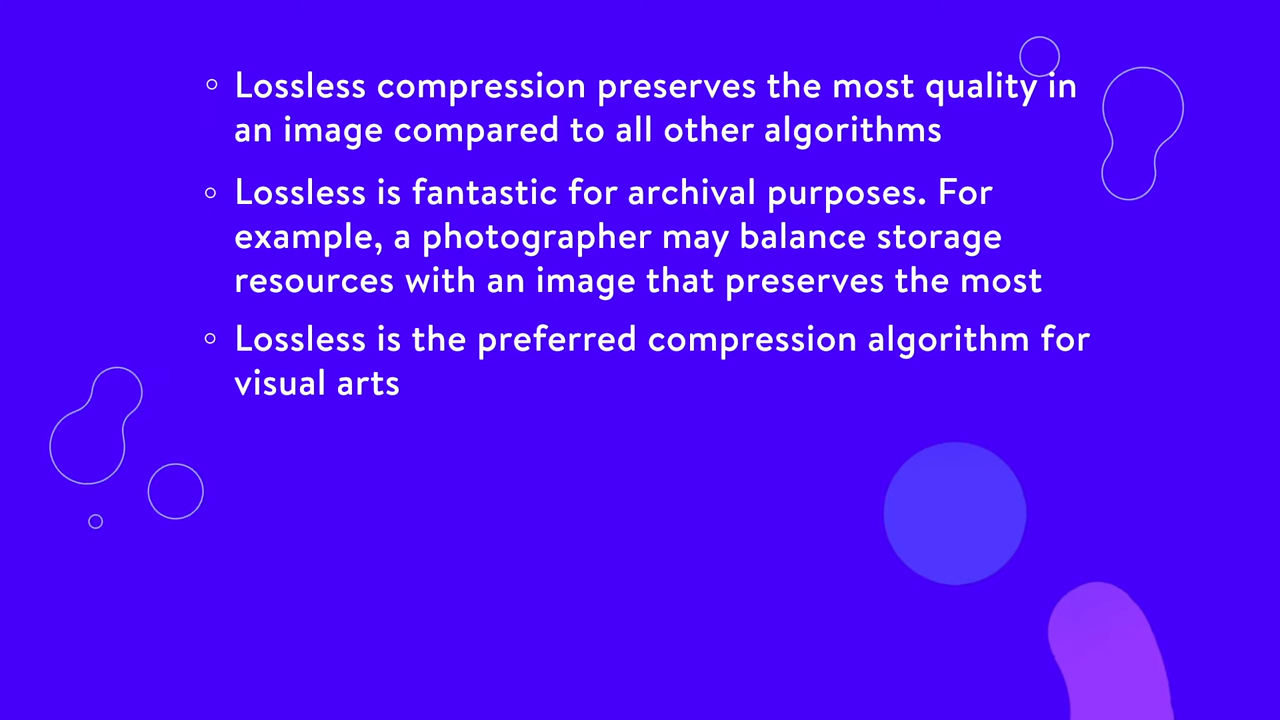 Lossless compression preserves the most quality in
an image compared to all other algorithms
Lossless is fantastic for archival purposes. For
example, a photographer may balance storage
resources with an image that preserves the most
Lossless is the preferred compression algorithm for
visual arts